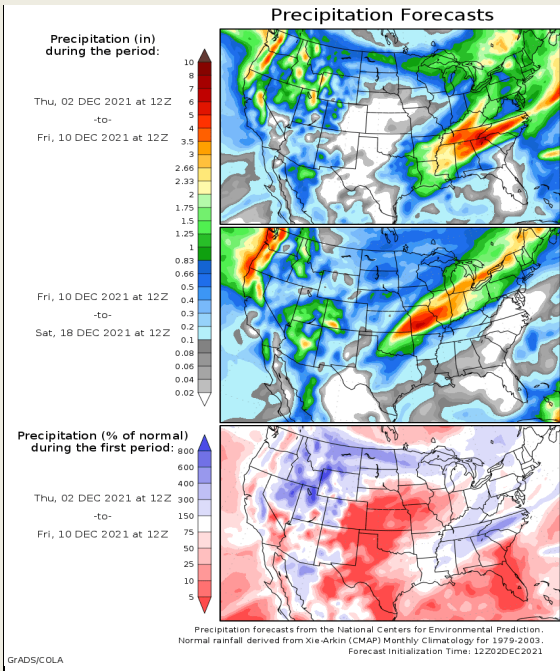 Precipitation Forecasts
Precipitation (in)
during the period:
Thu, 02 DEC 2021 at 12Z
-to-
Fri, 10 DEC 2021 at 12Z
10
8
7
6
5
4
3.5
3
2.66
2.33
2
1.75
1.5
1.25
1
0.83
0.66
0.5
0.4
0.3
0.2
0.1
0.08
0.06
0.04
0.02
Fri, 10 DEC 2021 at 12Z
-to-
Sat, 18 DEC 2021 at 12Z
Precipitation (% of normal)
during the first period:
Thu, 02 DEC 2021 at 12Z
-to-
Fri, 10 DEC 2021 at 12Z
800
600
400
300
150
75
50
25
10
5
Precipitation forecasts from the National Centers for Environmental Prediction.
Normal rainfall derived from Xie-Arkin (CMAP) Monthly Climatology for 1979-2003.
Forecast Initialization Time: 12Z02DEC2021
GrADS/COLA